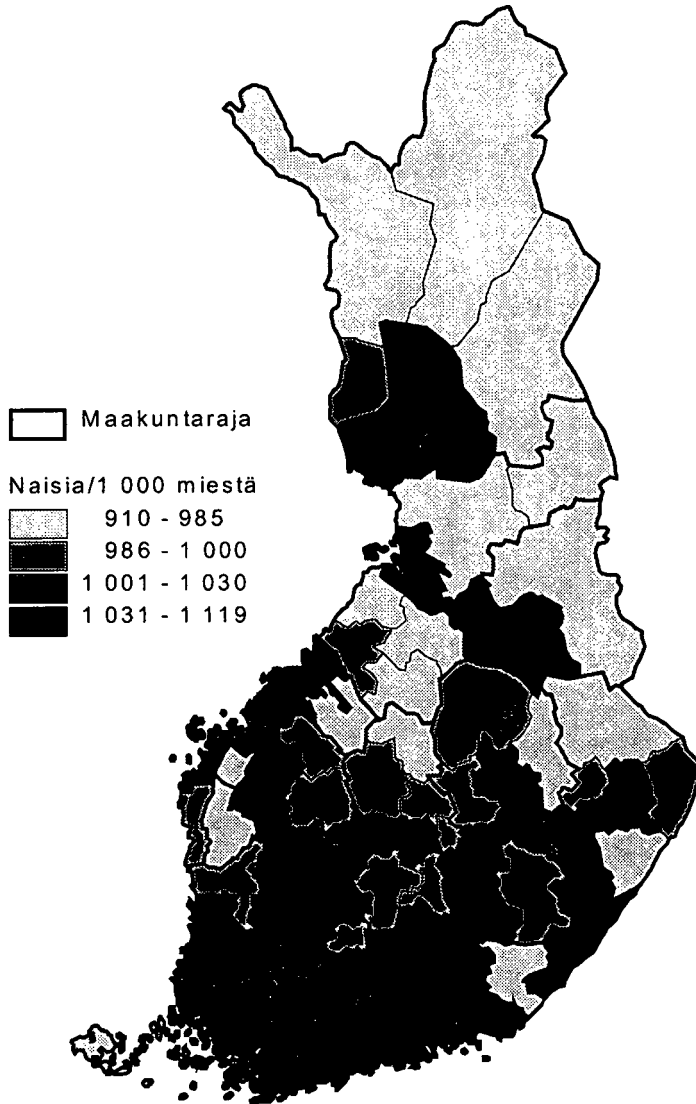 Maakuntaraja
Naisia/1 000 miestä
910 - 985
986 - 1 000
1 001 - 1 030
1 031 - 1 119